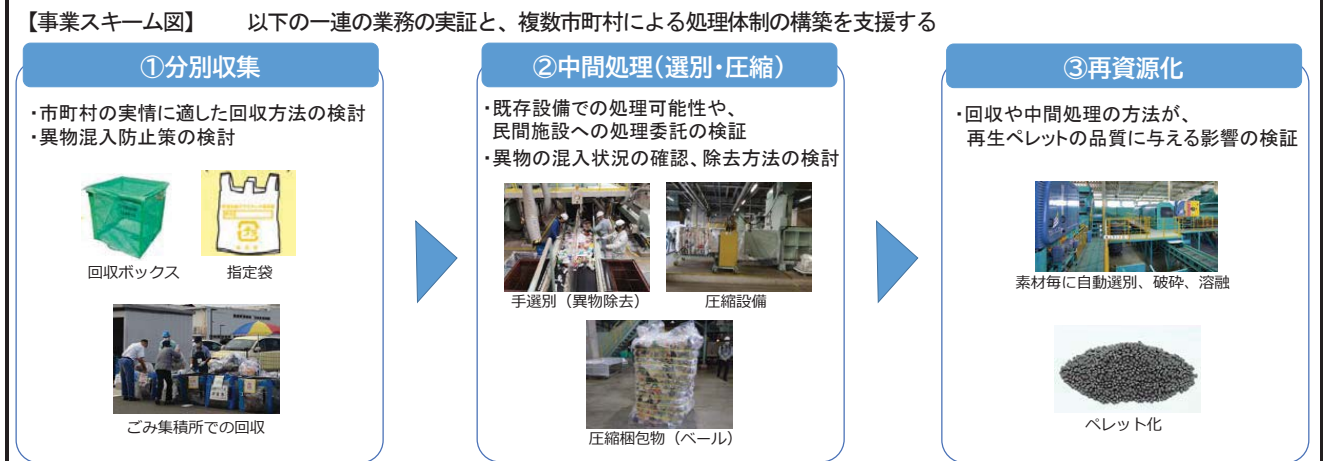 【事業スキーム図】　以下の一連の業務の実証と、複数市町村による処理体制の構築を支援する
①分別収集
・市町村の実情に適した回収方法の検討
・異物混入防止策の検討
回収ボックス
指定袋
ごみ集積所での回収
②中間処理(選別・圧縮)
・既存設備での処理可能性や、
民間施設への処理委託の検証
・異物の混入状況の確認、除去方法の検討
手選別（異物除去）
圧縮設備
圧縮梱包物（ベール）
③再資源化
・回収や中間処理の方法が、
再生ペレットの品質に与える影響の検証
素材毎に自動選別、破砕、溶融
ペレット化